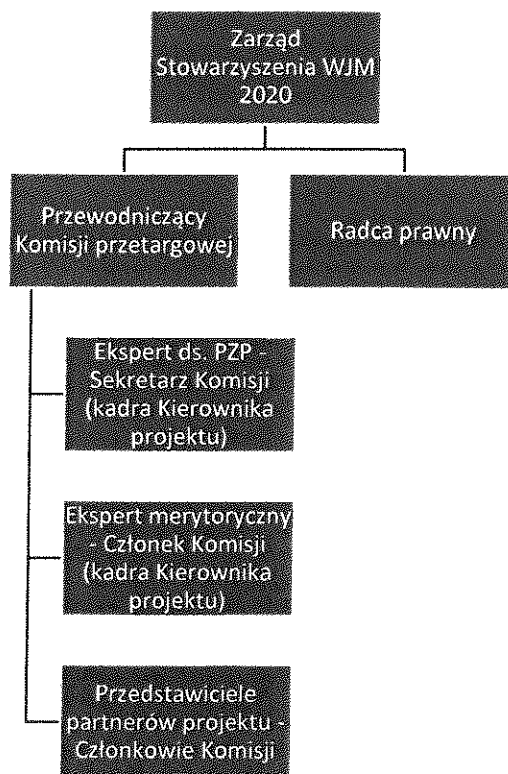 Zarząd
Stowarzyszenia WJM
2020
Przewodniczący
Komisji przetargowej
Radca prawny
Ekspert ds. PZP -
Sekretarz Komisji
(kadra Kierownika
projektu)
Ekspert merytoryczny
- Członek Komisji
(kadra Kierownika
projektu)
Przedstawiciele
partnerów projektu -
Członkowie Komisji